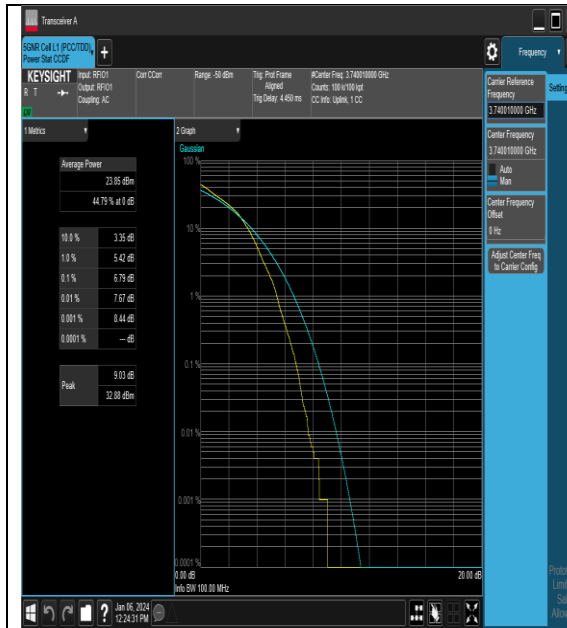 Transceiver A
5GNR Cell L1 (PCC/TDD),
Power Stat CCDF
Frequency
KEYSIGHT
R T
Input: RFIO1
Output: RFIO1
Coupling: AC
Corr CCorr
Range: -50 dBm
Trig: Prot Frame
Aligned
Trig Delay: 4.450 ms
#Center Freq: 3.740010000 GHz
Counts: 100 k/100 kpt
CC Info: Uplink, 1 CC
1 Metrics
Average Power
23.85 dBm
44.79 % at 0 dB
10.0 % 3.35 dB
1.0 % 5.42 dB
0.1 % 6.79 dB
0.01 % 7.67 dB
0.001 % 8.44 dB
0.0001 % --- dB
Peak
9.03 dB
32.88 dBm
2 Graph
Gaussian
100 %
10 %
1 %
0.1 %
0.01 %
0.001 %
0.0001 %
0.00 dB 20.00 dB
Info BW 100.00 MHz
Carrier Reference
Frequency
3.740010000 GHz
Center Frequency
3.740010000 GHz
Auto
Man
Center Frequency
Offset
0 Hz
Adjust Center Freq
to Carrier Config
Setting
Jan 06, 2024
12:24:31 PM